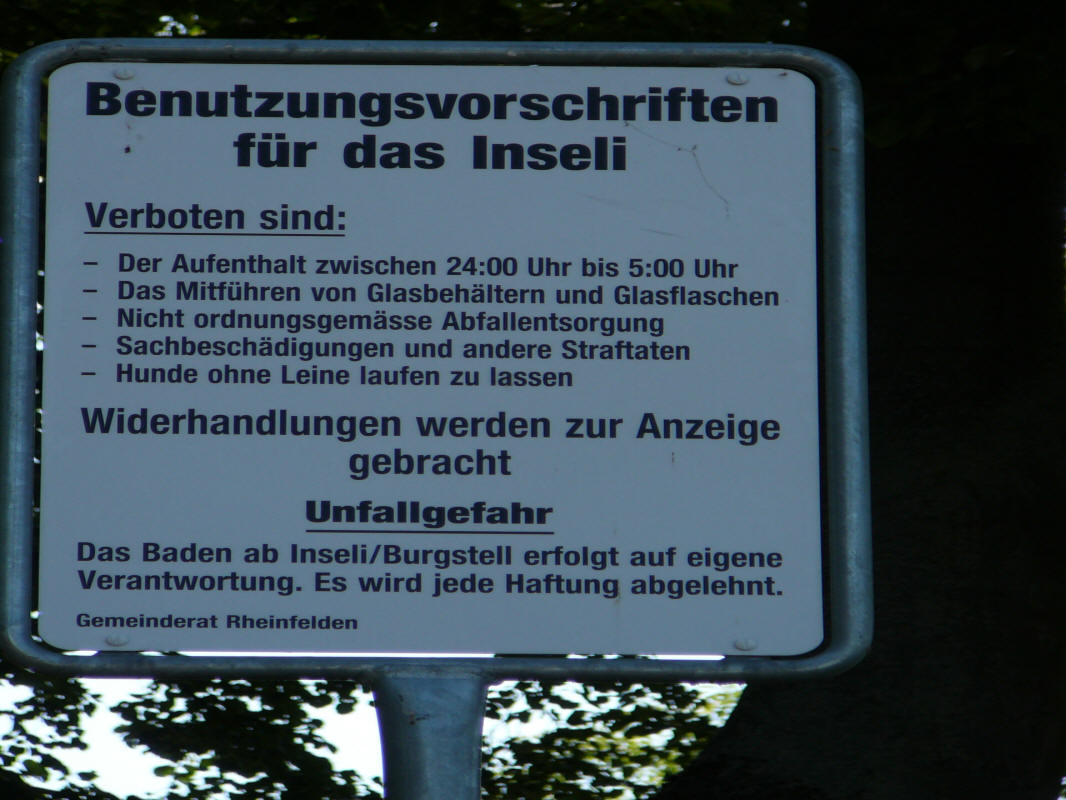 Benutzungsvorschriften
für das Inseli
Verboten sind:
– Der Aufenthalt zwischen 24:00 Uhr bis 5:00 Uhr
– Das Mitführen von Glasbehältern und Glasflaschen
– Nicht ordnungsgemässe Abfallentsorgung
– Sachbeschädigungen und andere Straftaten
– Hunde ohne Leine laufen zu lassen
Widerhandlungen werden zur Anzeige
gebracht
Unfallgefahr
Das Baden ab Inseli/Burgstell erfolgt auf eigene
Verantwortung. Es wird jede Haftung abgelehnt.
Gemeinderat Rheinfelden